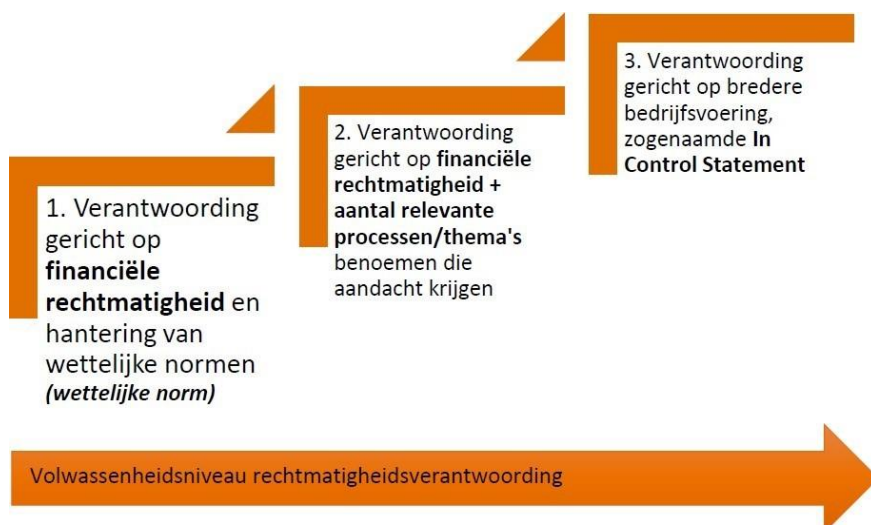 1. Verantwoording
gericht op
financiële
rechtmatigheid en
hantering van
wettelijke normen
(wettelijke norm)
2. Verantwoording
gericht op financiële
rechtmatigheid +
aantal relevante
processen/thema's
benoemen die
aandacht krijgen
3. Verantwoording
gericht op bredere
bedrijfsvoering,
zogenaamde In
Control Statement
Volwassenheidsniveau rechtmatigheidsverantwoording